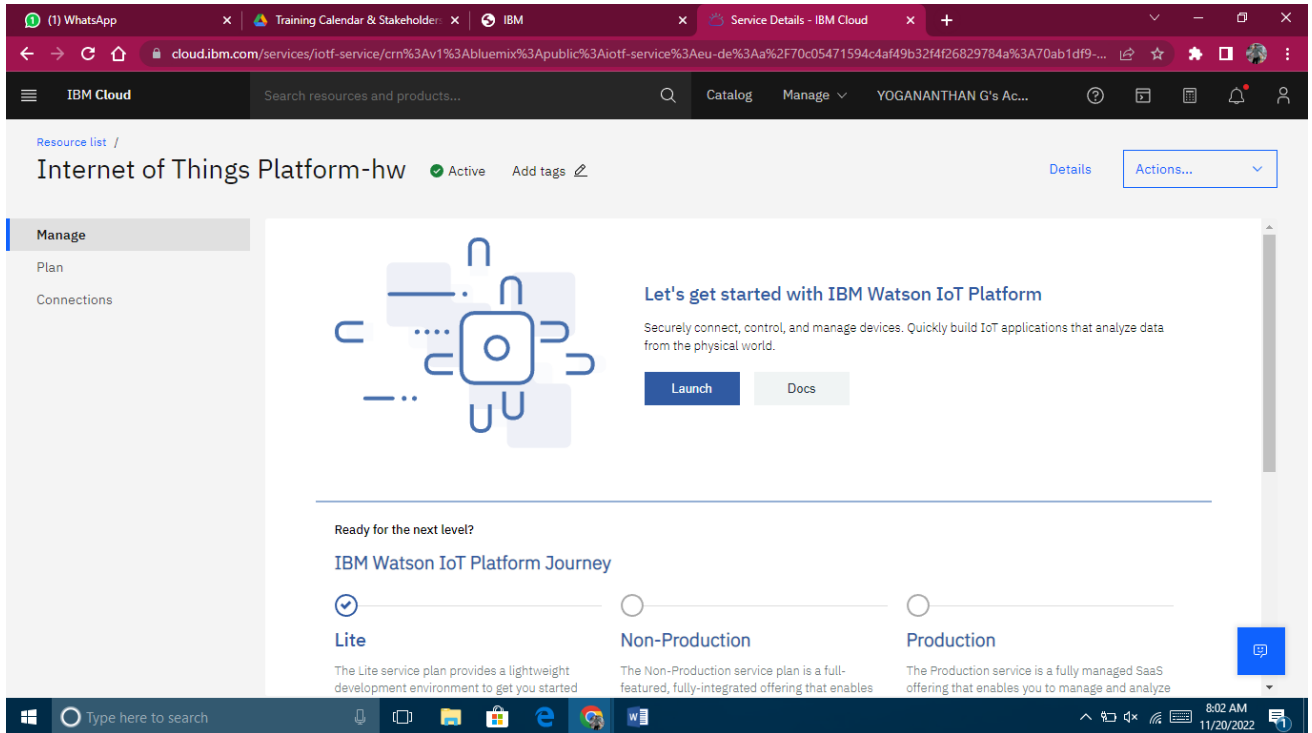 (1) WhatsApp
Training Calendar & Stakeholder
IBM
Service Details - IBM Cloud
cloud.ibm.com/services/iotf-service/crn%3Av1%3Abluemix%3Apublic%3Aiotf-service%3Aeu-de%3Aa%2F70c05471594c4af49b32f4f26829784a%3A70ab1df9-...
IBM Cloud
Search resources and products...
Catalog
Manage
YOGANANTHAN G's Ac...
Resource list /
Internet of Things Platform-hw
Active
Add tags
Details
Actions...
Manage
Plan
Connections
Let's get started with IBM Watson IoT Platform
Securely connect, control, and manage devices. Quickly build IoT applications that analyze data
from the physical world.
Launch
Docs
Ready for the next level?
IBM Watson IoT Platform Journey
Lite
Non-Production
Production
The Lite service plan provides a lightweight
development environment to get you started
The Non-Production service plan is a full-
featured, fully-integrated offering that enables
The Production service is a fully managed SaaS
offering that enables you to manage and analyze
Type here to search
8:02 AM
11/20/2022